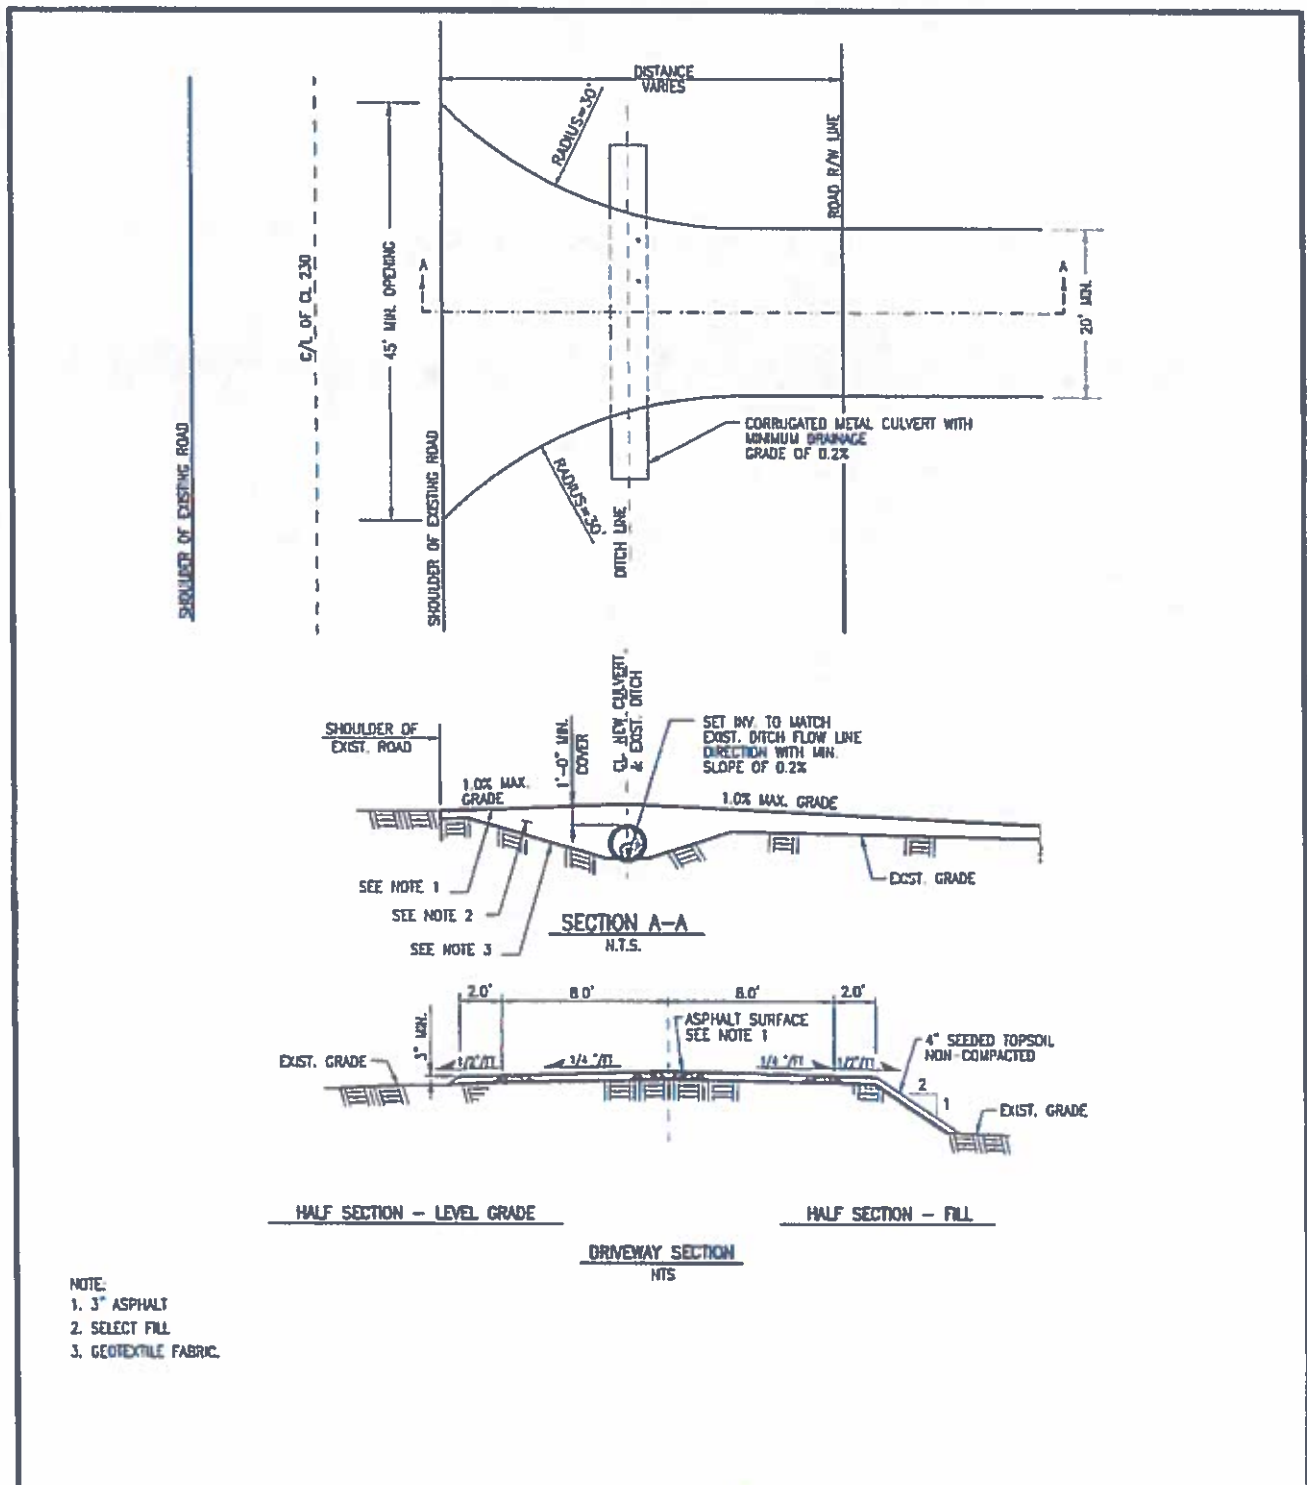 DISTANCE
VARIES
RADIUS=30'
ROAD R/W LINE
C/L OF CL 230
45' MIN. OPENING
A
A
20' MIN.
SHOULDER OF EXISTING ROAD
SHOULDER OF EXISTING ROAD
CORRUGATED METAL CULVERT WITH
MINIMUM DRAINAGE
GRADE OF 0.2%
RADIUS=30'
DITCH LINE
SHOULDER OF
EXIST. ROAD
1'-0" MIN.
COVER
CL NEW CULVERT
& EXIST. DITCH
SET INV. TO MATCH
EXIST. DITCH FLOW LINE
DIRECTION WITH MIN.
SLOPE OF 0.2%
1.0% MAX.
GRADE
1.0% MAX. GRADE
SEE NOTE 1
SEE NOTE 2
SEE NOTE 3
EXIST. GRADE
SECTION A-A
N.T.S.
2.0'
8.0'
8.0'
2.0'
3" MIN.
ASPHALT SURFACE
SEE NOTE 1
4" SEEDED TOPSOIL
NON-COMPACTED
EXIST. GRADE
1/2"/FT
1/4"/FT
1/4"/FT
1/2"/FT
2
1
EXIST. GRADE
HALF SECTION - LEVEL GRADE
HALF SECTION - FILL
DRIVEWAY SECTION
NTS
NOTE:
1. 3" ASPHALT
2. SELECT FILL
3. GEOTEXTILE FABRIC.